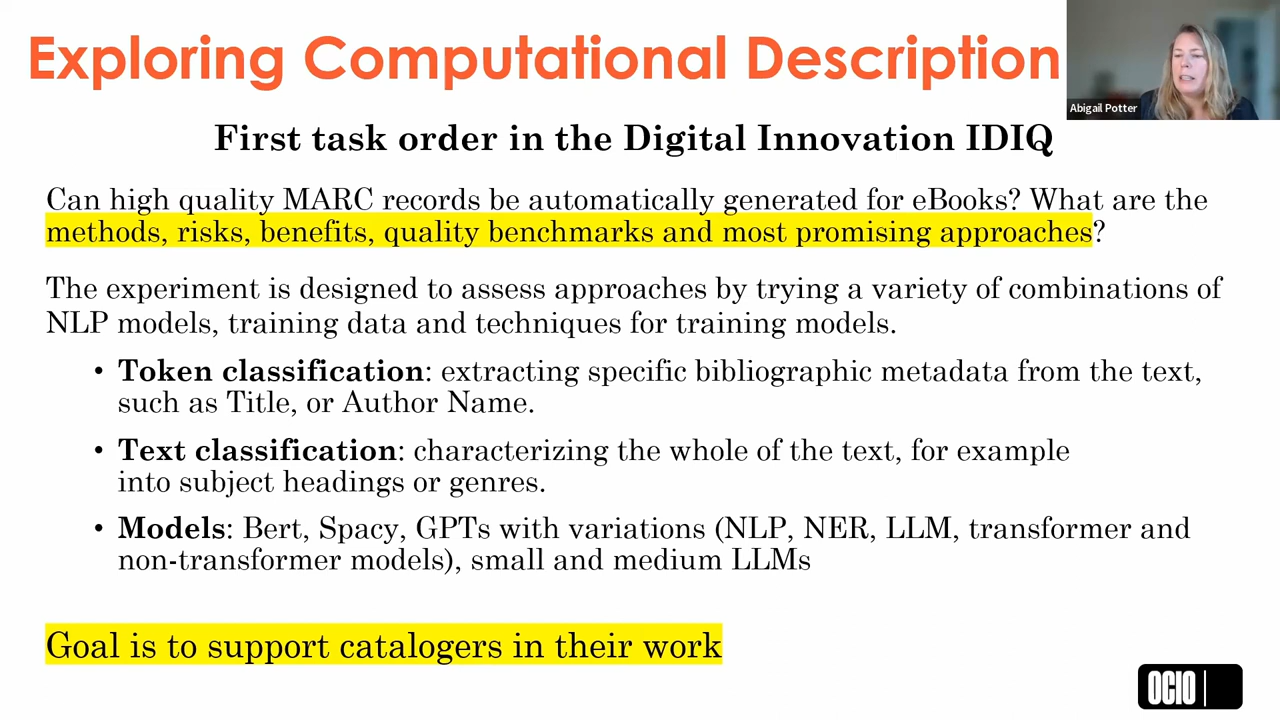 Exploring Computational Description
Abigail Potter
First task order in the Digital Innovation IDIQ
Can high quality MARC records be automatically generated for eBooks? What are the
methods, risks, benefits, quality benchmarks and most promising approaches?
The experiment is designed to assess approaches by trying a variety of combinations of
NLP models, training data and techniques for training models.
• Token classification: extracting specific bibliographic metadata from the text,
such as Title, or Author Name.
• Text classification: characterizing the whole of the text, for example
into subject headings or genres.
• Models: Bert, Spacy, GPTs with variations (NLP, NER, LLM, transformer and
non-transformer models), small and medium LLMs
Goal is to support catalogers in their work
OCIO